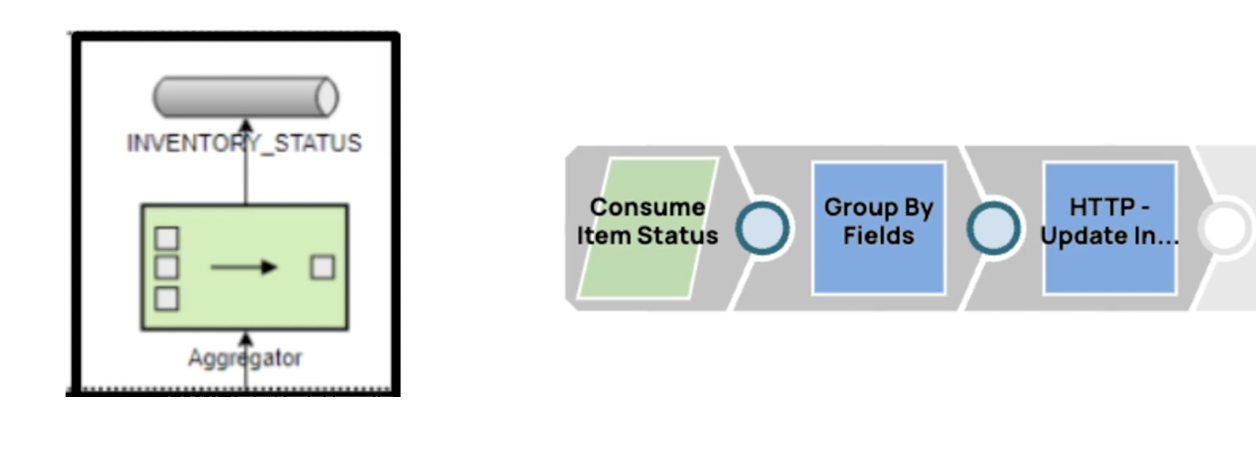 INVENTORY_STATUS
Aggregator
Consume
Item Status
Group By
Fields
HTTP -
Update In...